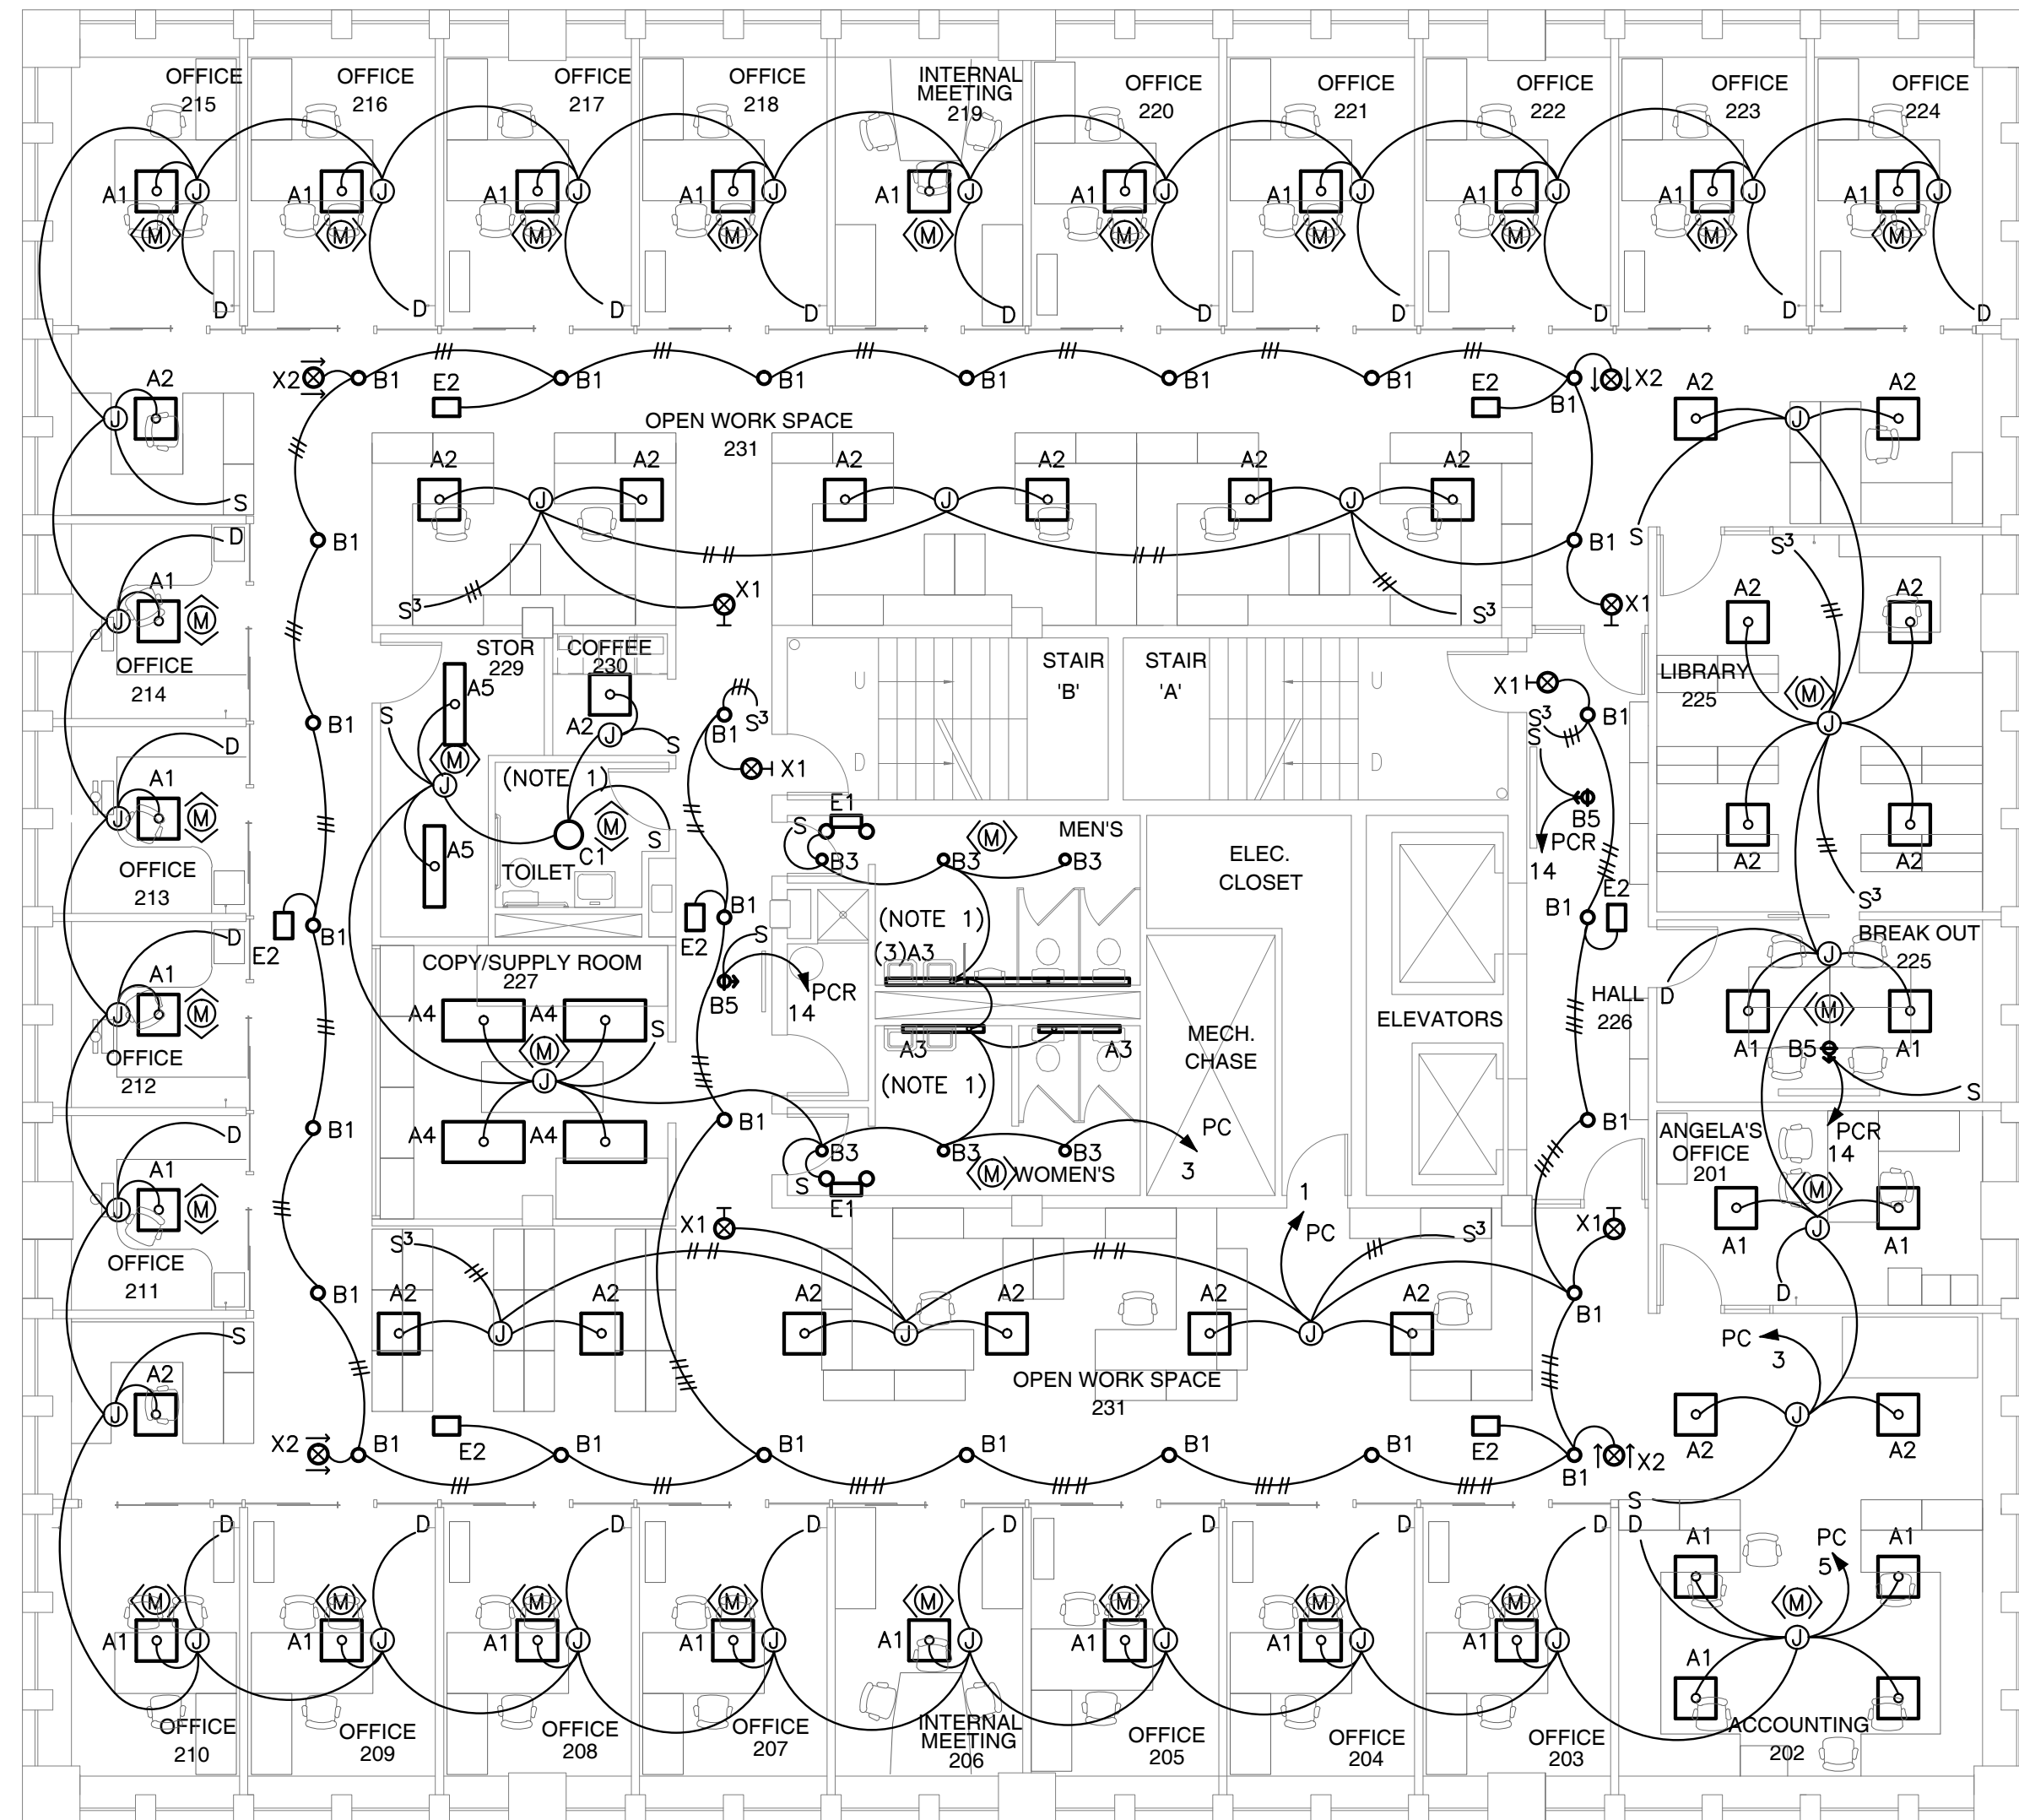 OFFICE
215
OFFICE
216
OFFICE
217
OFFICE
218
INTERNAL
MEETING
219
OFFICE
220
OFFICE
221
OFFICE
222
OFFICE
223
OFFICE
224
A1 J
A1 J
A1 J
A1 J
A1 J
A1 J
A1 J
A1 J
A1 J
A1 J
M
M
M
M
M
M
M
M
M
M
D
D
D
D
D
D
D
D
D
D
X2
B1
B1
B1
B1
B1
B1
B1
X2
E2
E2
A2
J
S
OPEN WORK SPACE
231
A2
J
A2
A2
J
A2
A2
J
A2
A2
J
A2
S
D
B1
B1
S³
X1
S³
X1
A1
J
M
OFFICE
214
STOR
229
COFFEE
230
STAIR
'B'
STAIR
'A'
U
U
D
D
S³
A2
A2
LIBRARY
225
M
J
A2
A2
S³
A5
S
A2
J
S
M
J
A5
B1
B1
S³
X1
X1
S³
S
B1
B5
PCR
14
D
A1
J
M
OFFICE
213
(NOTE 1)
M
S
C1
TOILET
E1
S
B3
B3
B3
M
MEN'S
ELEC.
CLOSET
E2
B1
E2
B1
B1
E2
(NOTE 1)
(3)A3
S
B5
PCR
14
D
A1
J
M
OFFICE
212
COPY/SUPPLY ROOM
227
A4
A4
S
M
J
A4
A4
A3
A3
(NOTE 1)
MECH.
CHASE
ELEVATORS
HALL
226
D
BREAK OUT
225
J
M
A1
B5
A1
S
PCR
14
B1
B1
B1
B3
B3
B3
S
E1
M
WOMEN'S
PC
3
D
A1
J
M
OFFICE
211
ANGELA'S
OFFICE
201
M
A1
J
A1
D
B1
S³
X1
1
PC
S³
X1
B1
A2
J
A2
A2
J
A2
A2
J
A2
OPEN WORK SPACE
231
S
A2
J
PC
3
A2
J
A2
S
X2
B1
E2
B1
B1
B1
B1
B1
E2
B1
X2
D
D
D
D
D
D
D
D
D
M
M
M
M
M
M
M
M
A1 J
A1 J
A1 J
A1 J
A1 J
A1 J
A1 J
A1 J
A1
PC
5
A1
M
A1
J
OFFICE
210
OFFICE
209
OFFICE
208
OFFICE
207
INTERNAL
MEETING
206
OFFICE
205
OFFICE
204
OFFICE
203
ACCOUNTING
202